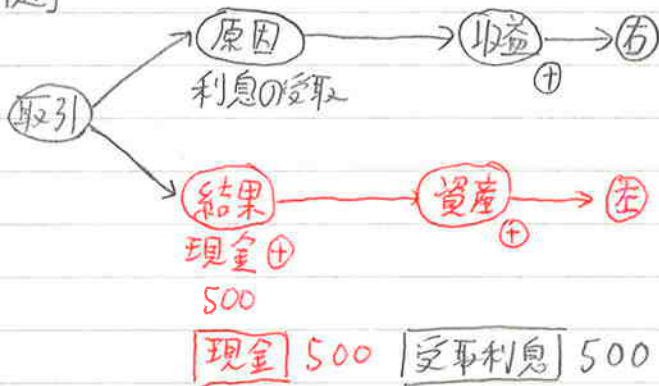 原因 → 収益 → 右
利息の受取 ⊕
取引
結果 → 資産 → 左
現金⊕ ⊕
500
現金 500 受取利息 500